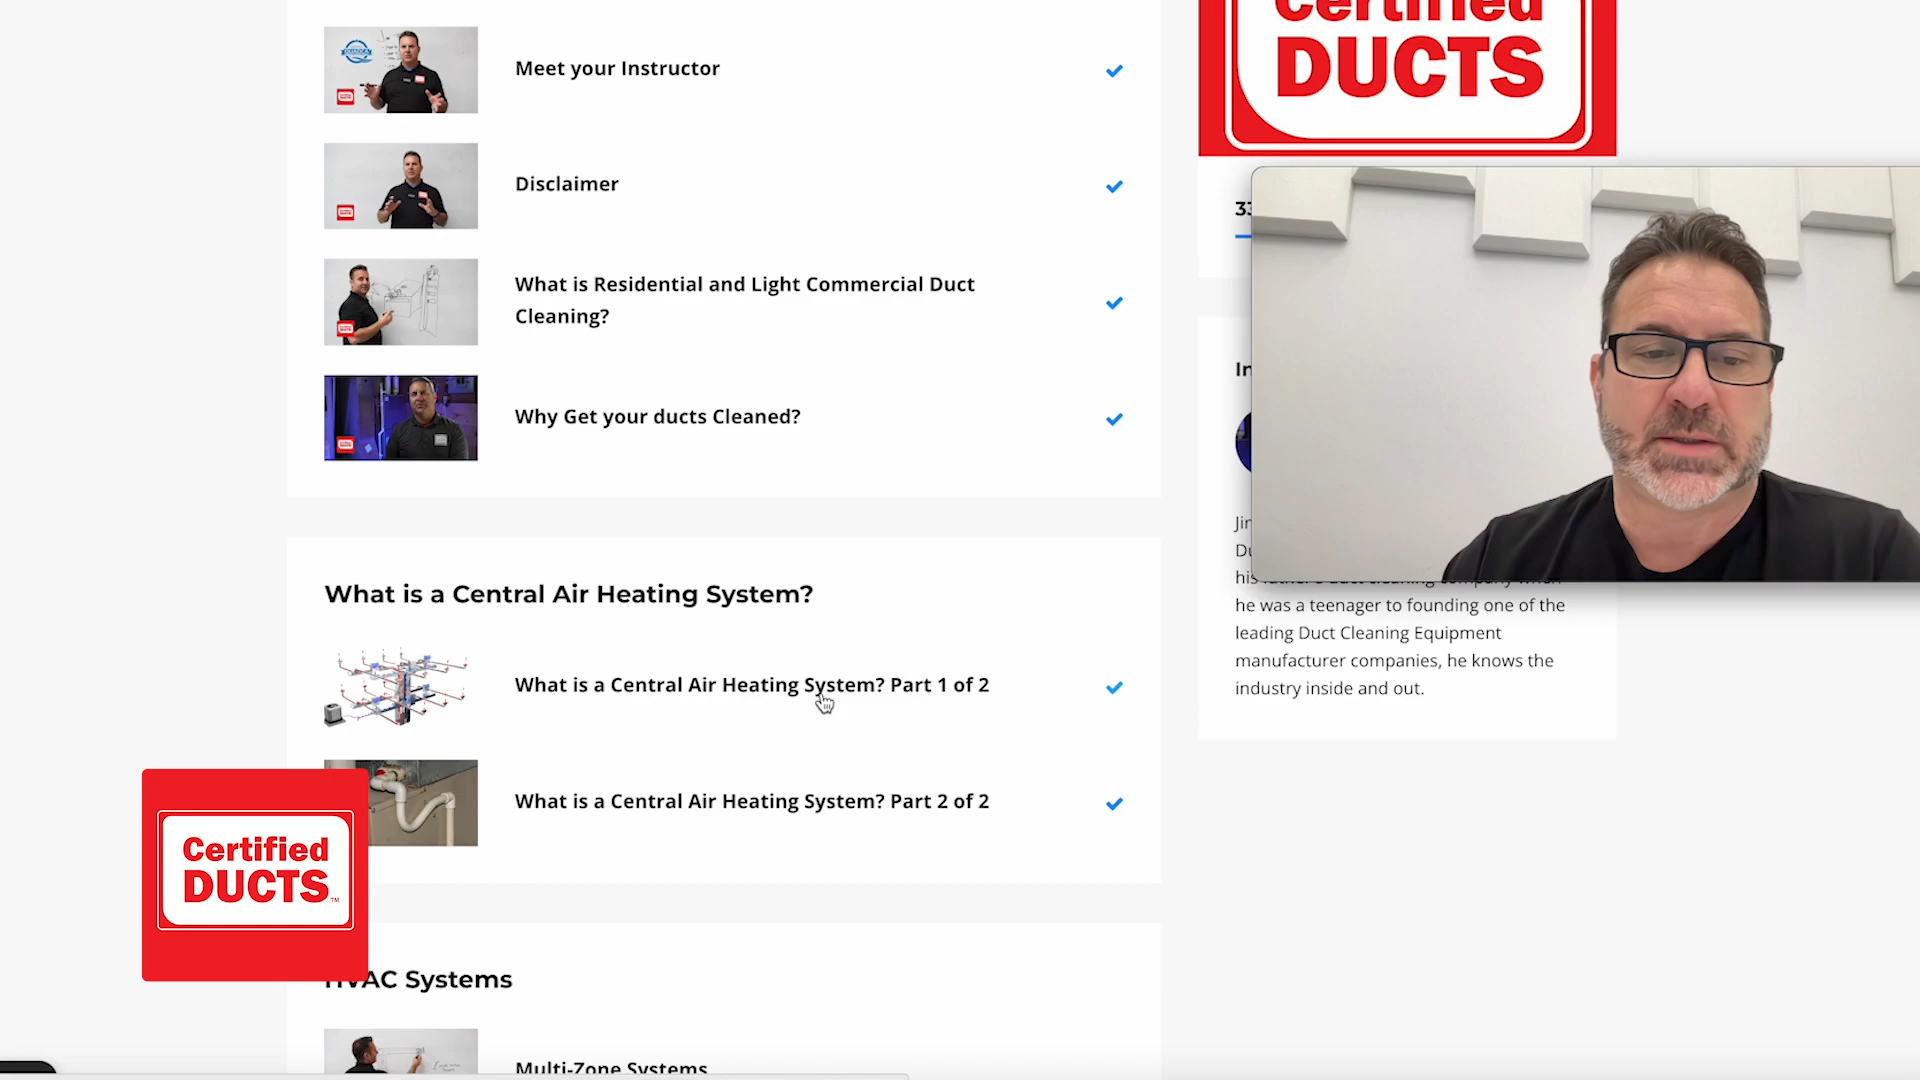 Certified
DUCTS
Meet your Instructor
Disclaimer
What is Residential and Light Commercial Duct
Cleaning?
Why Get your ducts Cleaned?
What is a Central Air Heating System?
What is a Central Air Heating System? Part 1 of 2
What is a Central Air Heating System? Part 2 of 2
Certified
DUCTS™
HVAC Systems
Multi-Zone Systems
he was a teenager to founding one of the
leading Duct Cleaning Equipment
manufacturer companies, he knows the
industry inside and out.